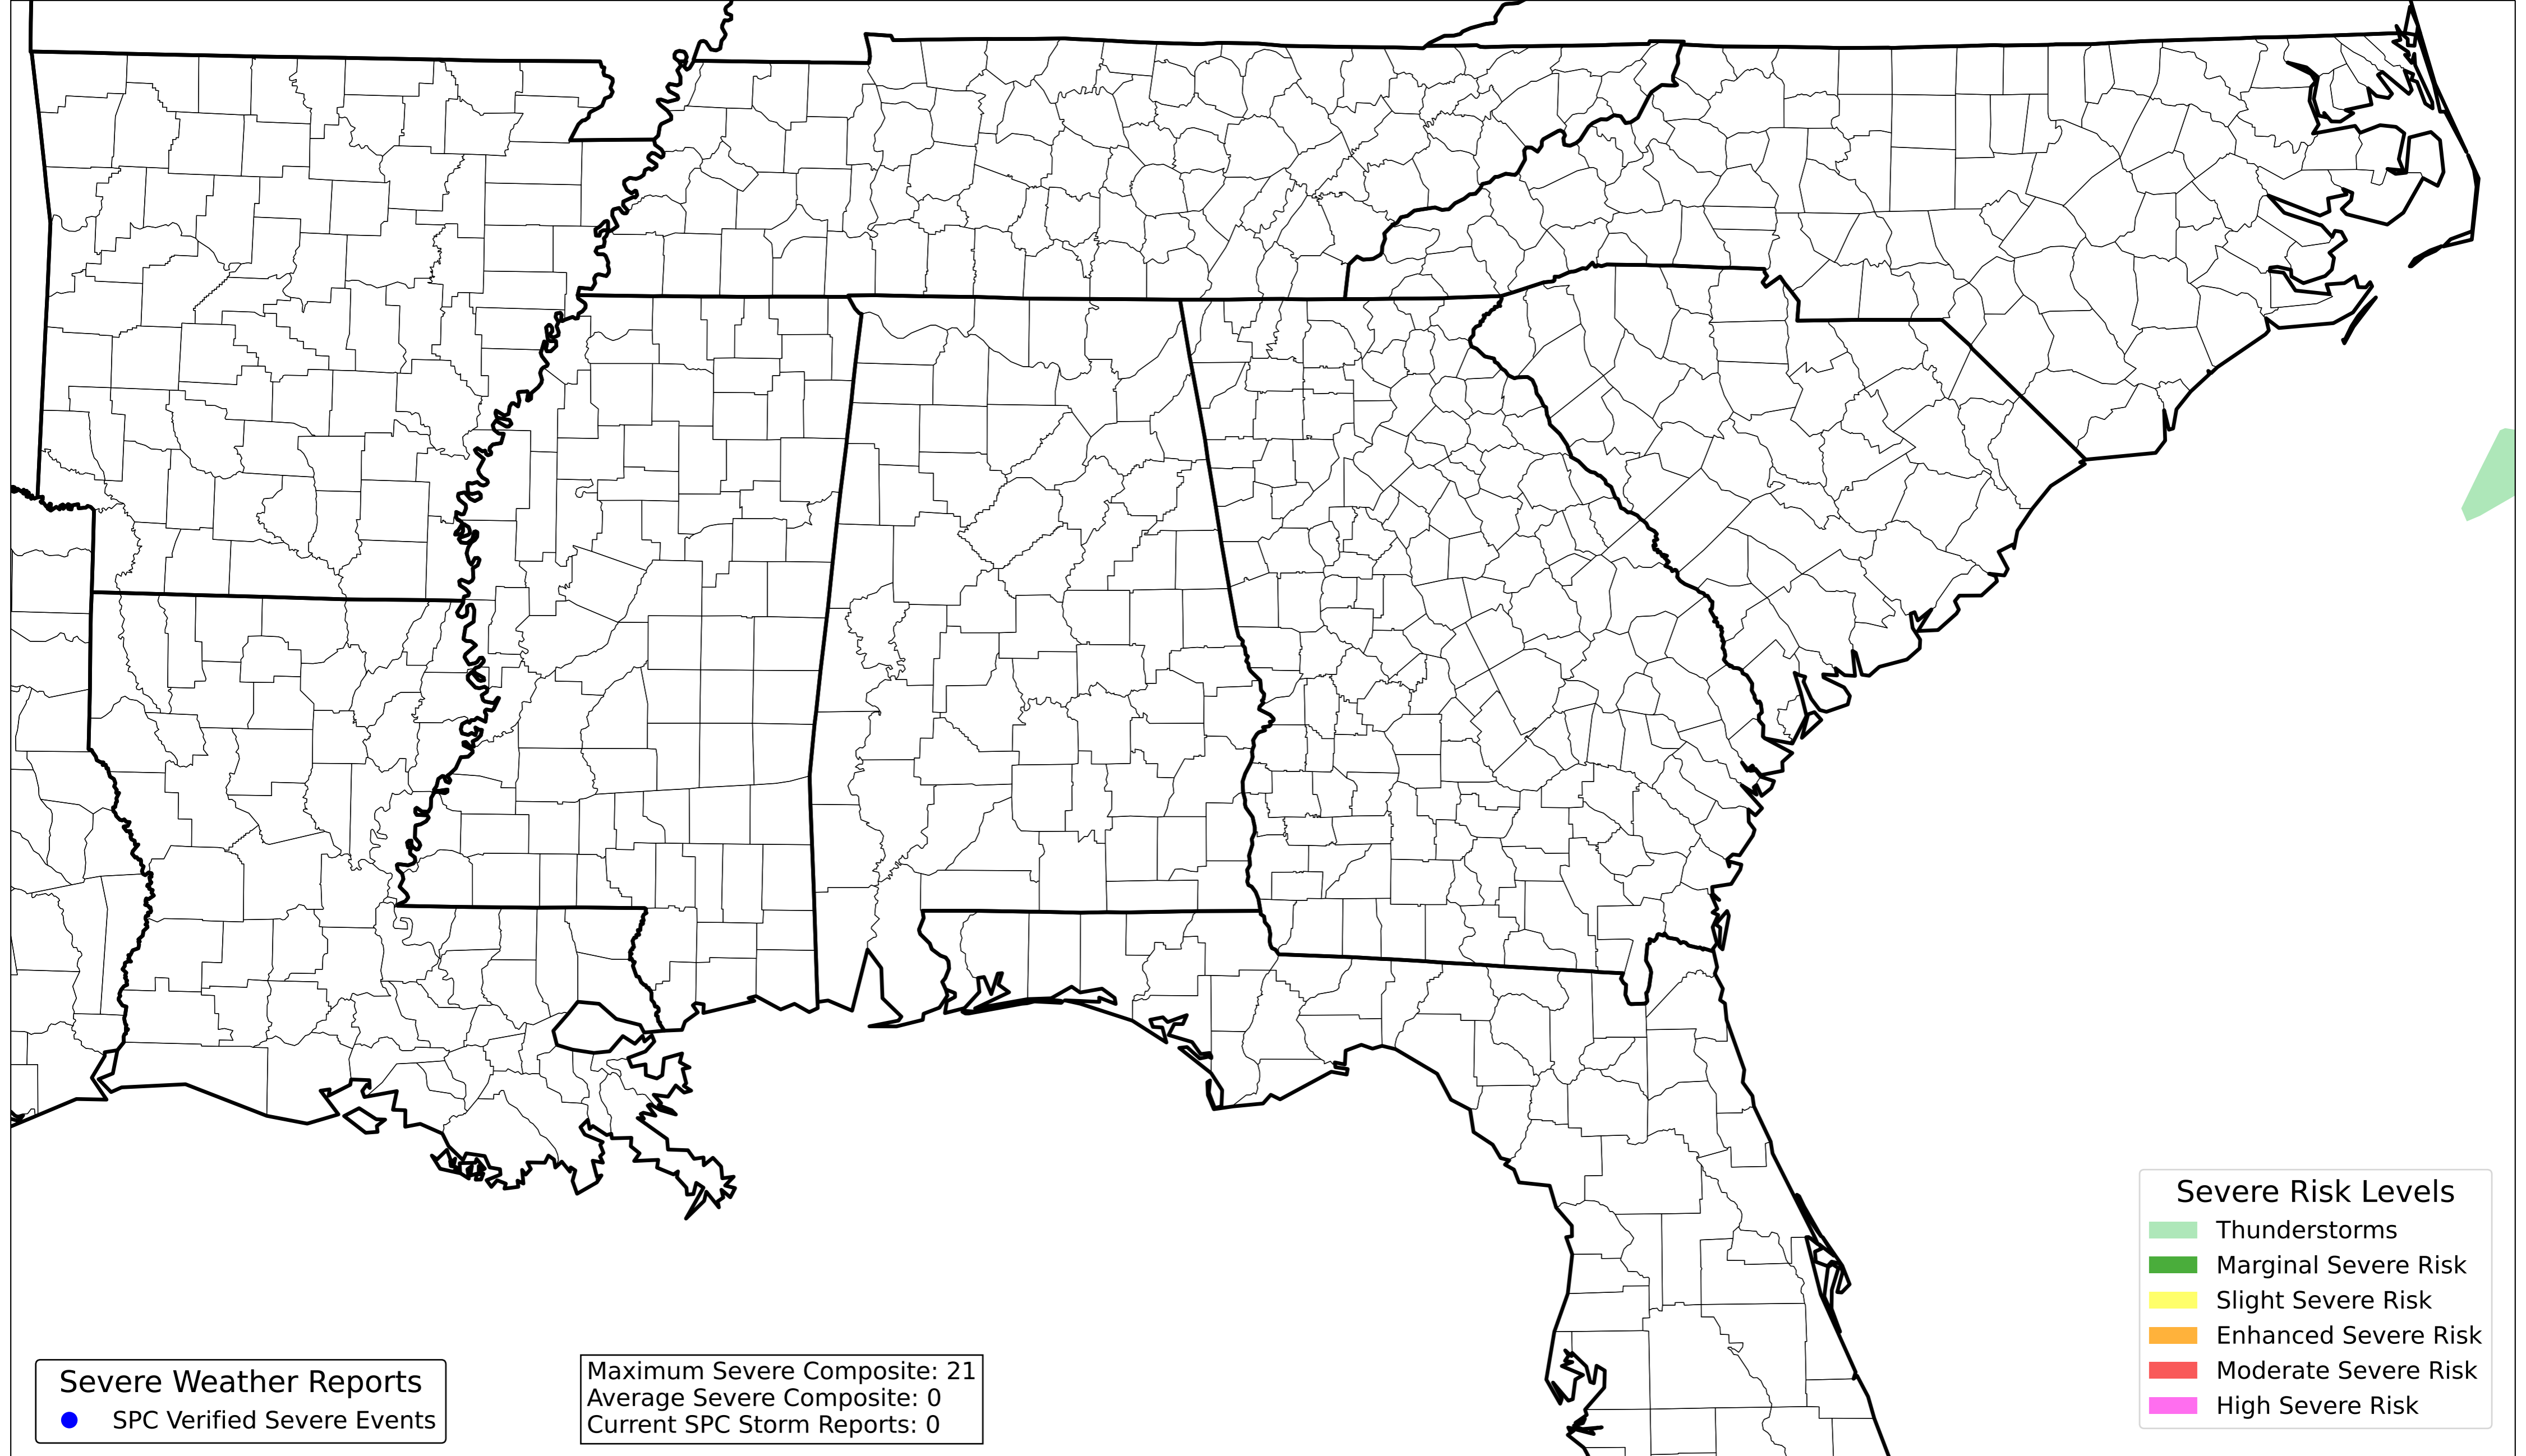 Severe Risk Levels
Thunderstorms
Marginal Severe Risk
Slight Severe Risk
Enhanced Severe Risk
Moderate Severe Risk
High Severe Risk
Severe Weather Reports
SPC Verified Severe Events
Maximum Severe Composite: 21
Average Severe Composite: 0
Current SPC Storm Reports: 0